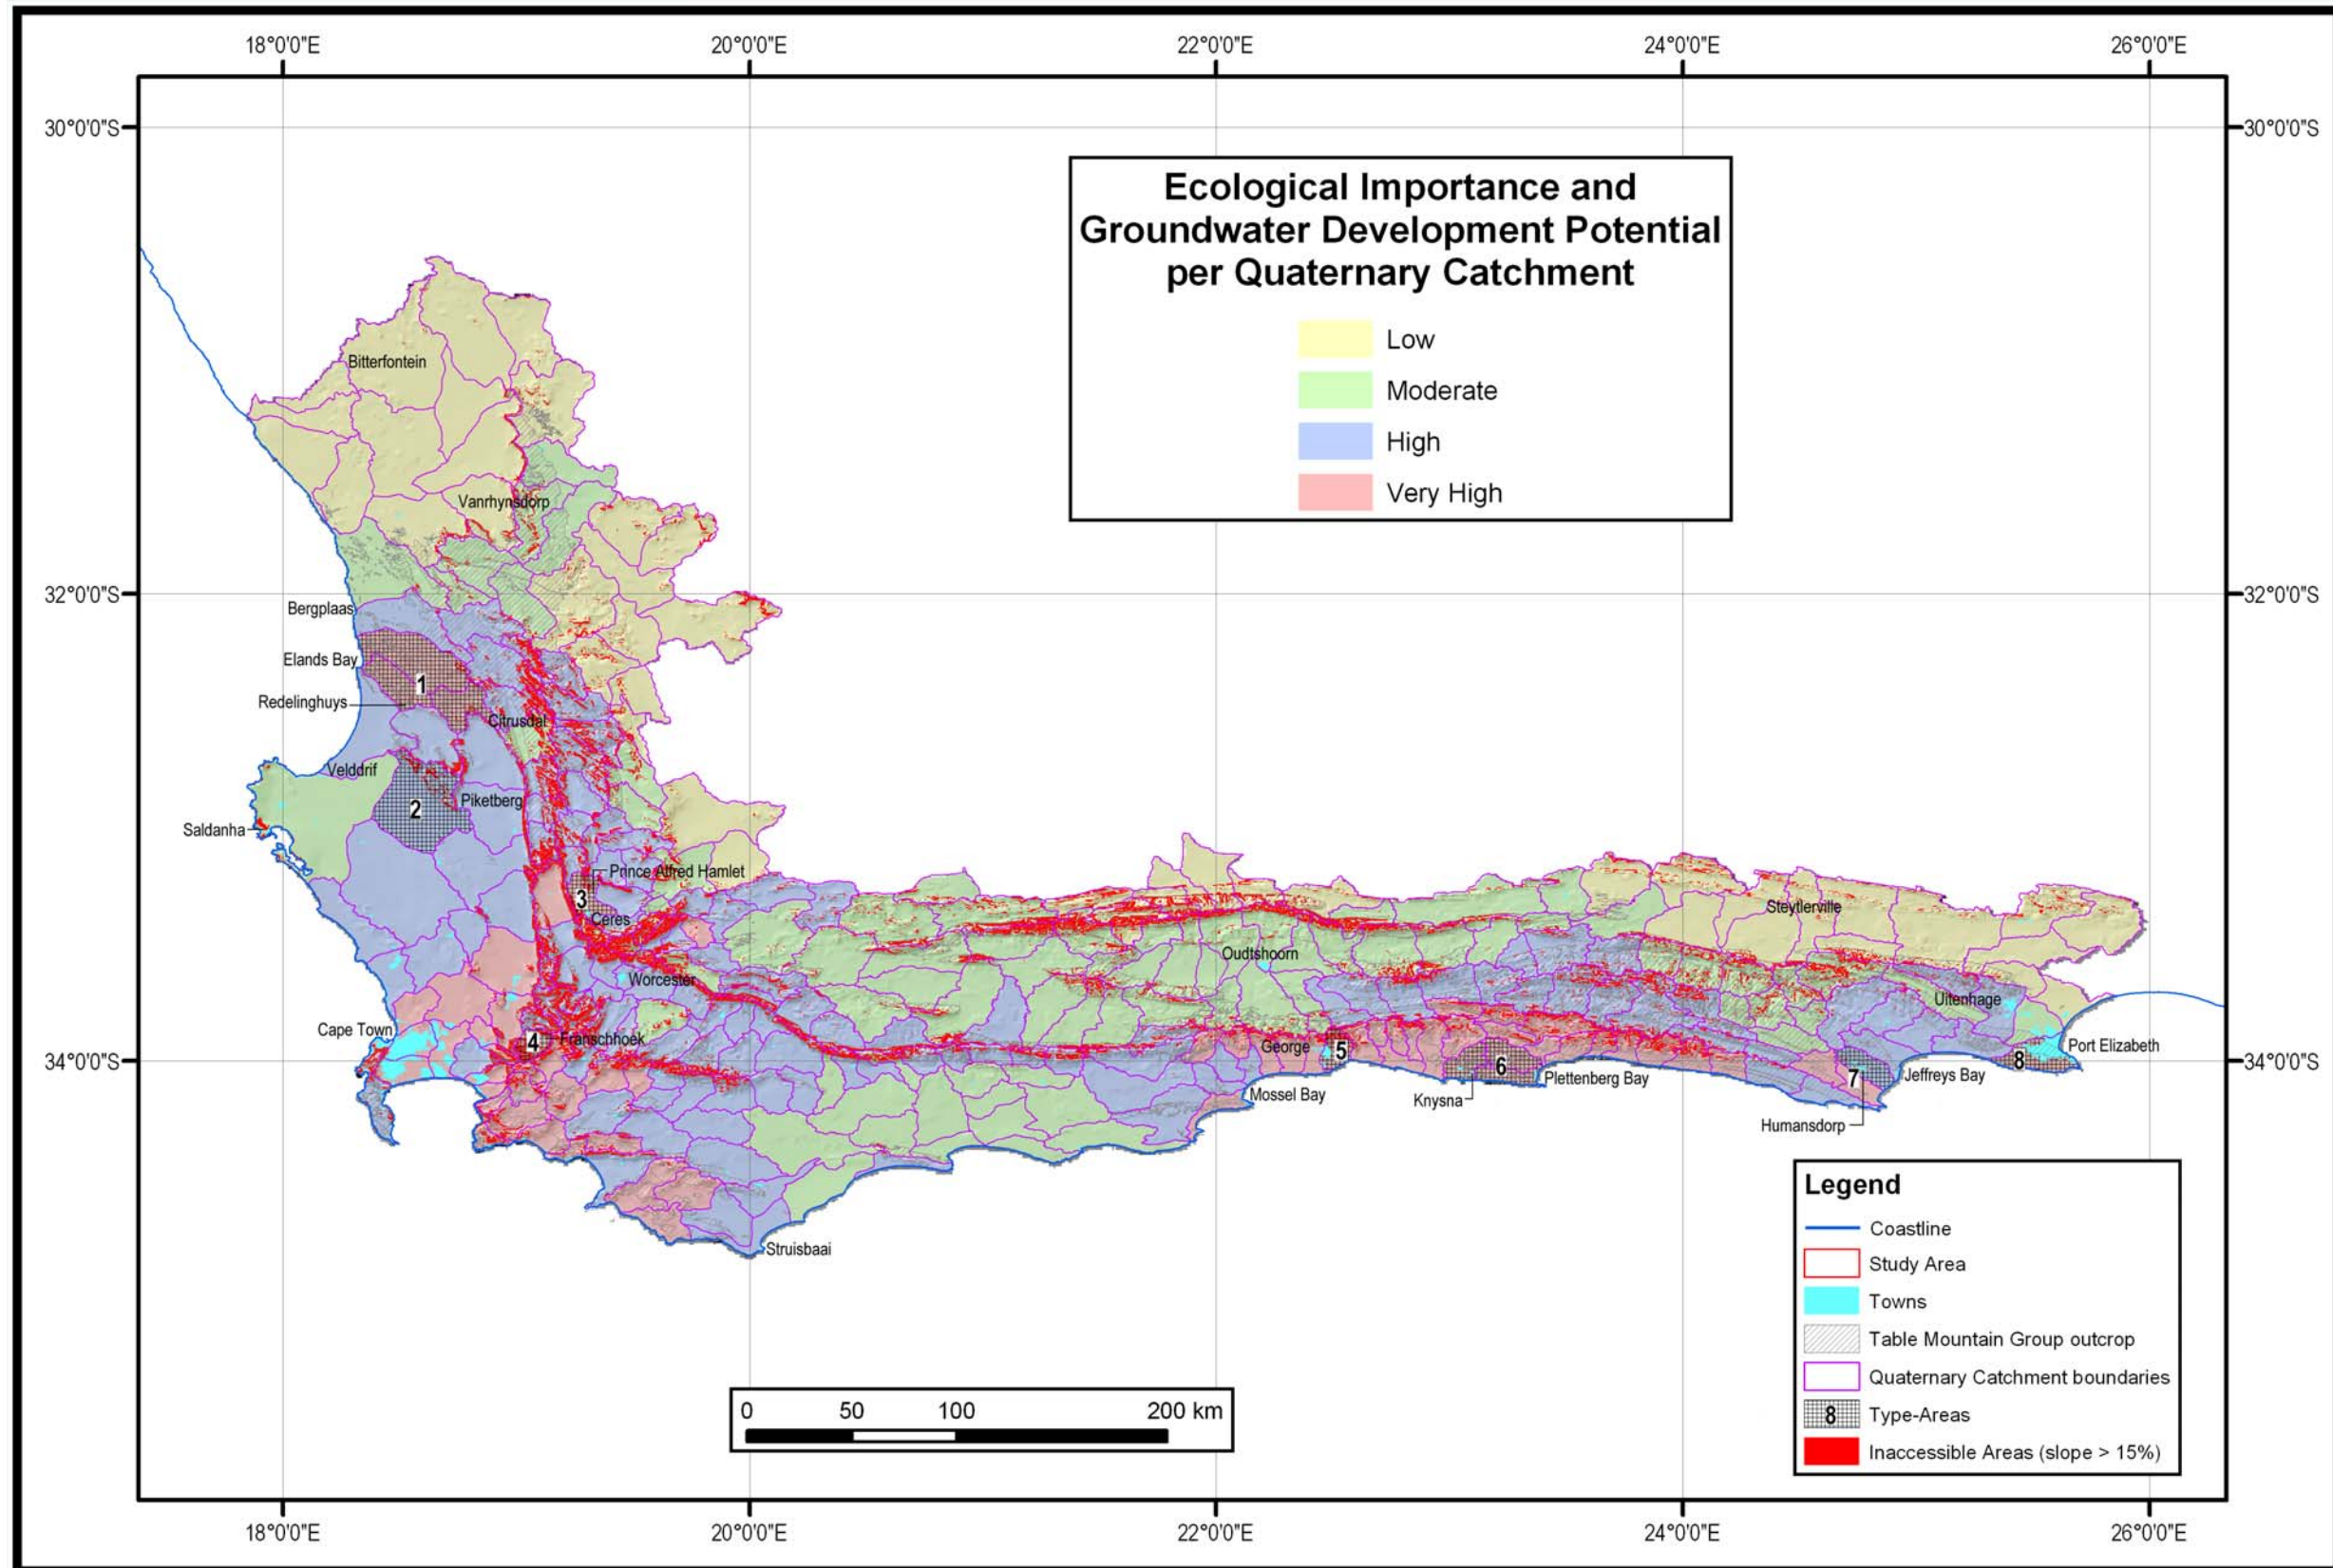 18°0'0"E
20°0'0"E
22°0'0"E
24°0'0"E
26°0'0"E
30°0'0"S
30°0'0"S
Ecological Importance and
Groundwater Development Potential
per Quaternary Catchment
Low
Moderate
High
Very High
Bitterfontein
Vanrhynsdorp
32°0'0"S
32°0'0"S
Bergplaas
Elands Bay
1
Redelinghuys
Citrusdal
Velddrif
2
Piketberg
Saldanha
Prince Alfred Hamlet
3
Ceres
Steytlerville
Oudtshoorn
Worcester
Uitenhage
Cape Town
4
Franschhoek
George
5
6
7
8
Port Elizabeth
34°0'0"S
34°0'0"S
Mossel Bay
Knysna
Plettenberg Bay
Jeffreys Bay
Humansdorp
Struisbaai
Legend
Coastline
Study Area
Towns
Table Mountain Group outcrop
Quaternary Catchment boundaries
8 Type-Areas
Inaccessible Areas (slope > 15%)
0 50 100 200 km
18°0'0"E
20°0'0"E
22°0'0"E
24°0'0"E
26°0'0"E